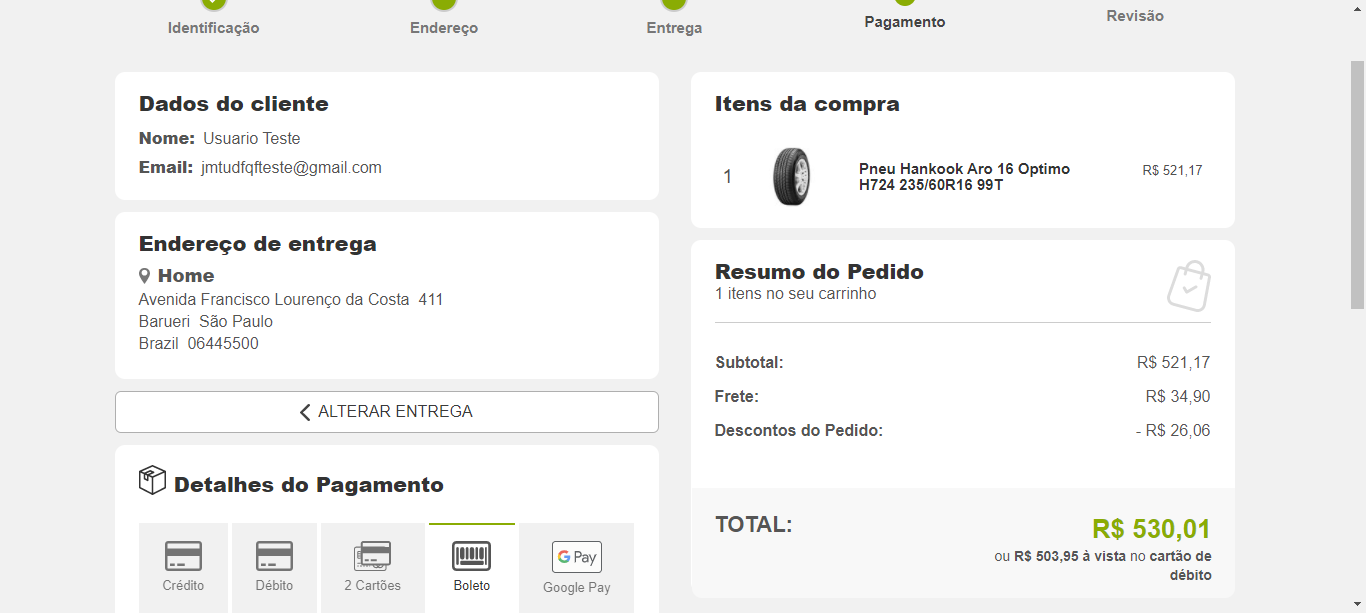 Identificação
Endereço
Entrega
Pagamento
Revisão
Dados do cliente
Nome: Usuario Teste
Email: jmtudfqfteste@gmail.com
Endereço de entrega
Home
Avenida Francisco Lourenço da Costa 411
Barueri São Paulo
Brazil 06445500
ALTERAR ENTREGA
Detalhes do Pagamento
Crédito
Débito
2 Cartões
Boleto
G Pay
Google Pay
Itens da compra
1
Pneu Hankook Aro 16 Optimo
H724 235/60R16 99T
R$ 521,17
Resumo do Pedido
1 itens no seu carrinho
Subtotal: R$ 521,17
Frete: R$ 34,90
Descontos do Pedido: - R$ 26,06
TOTAL: R$ 530,01
ou R$ 503,95 à vista no cartão de
débito